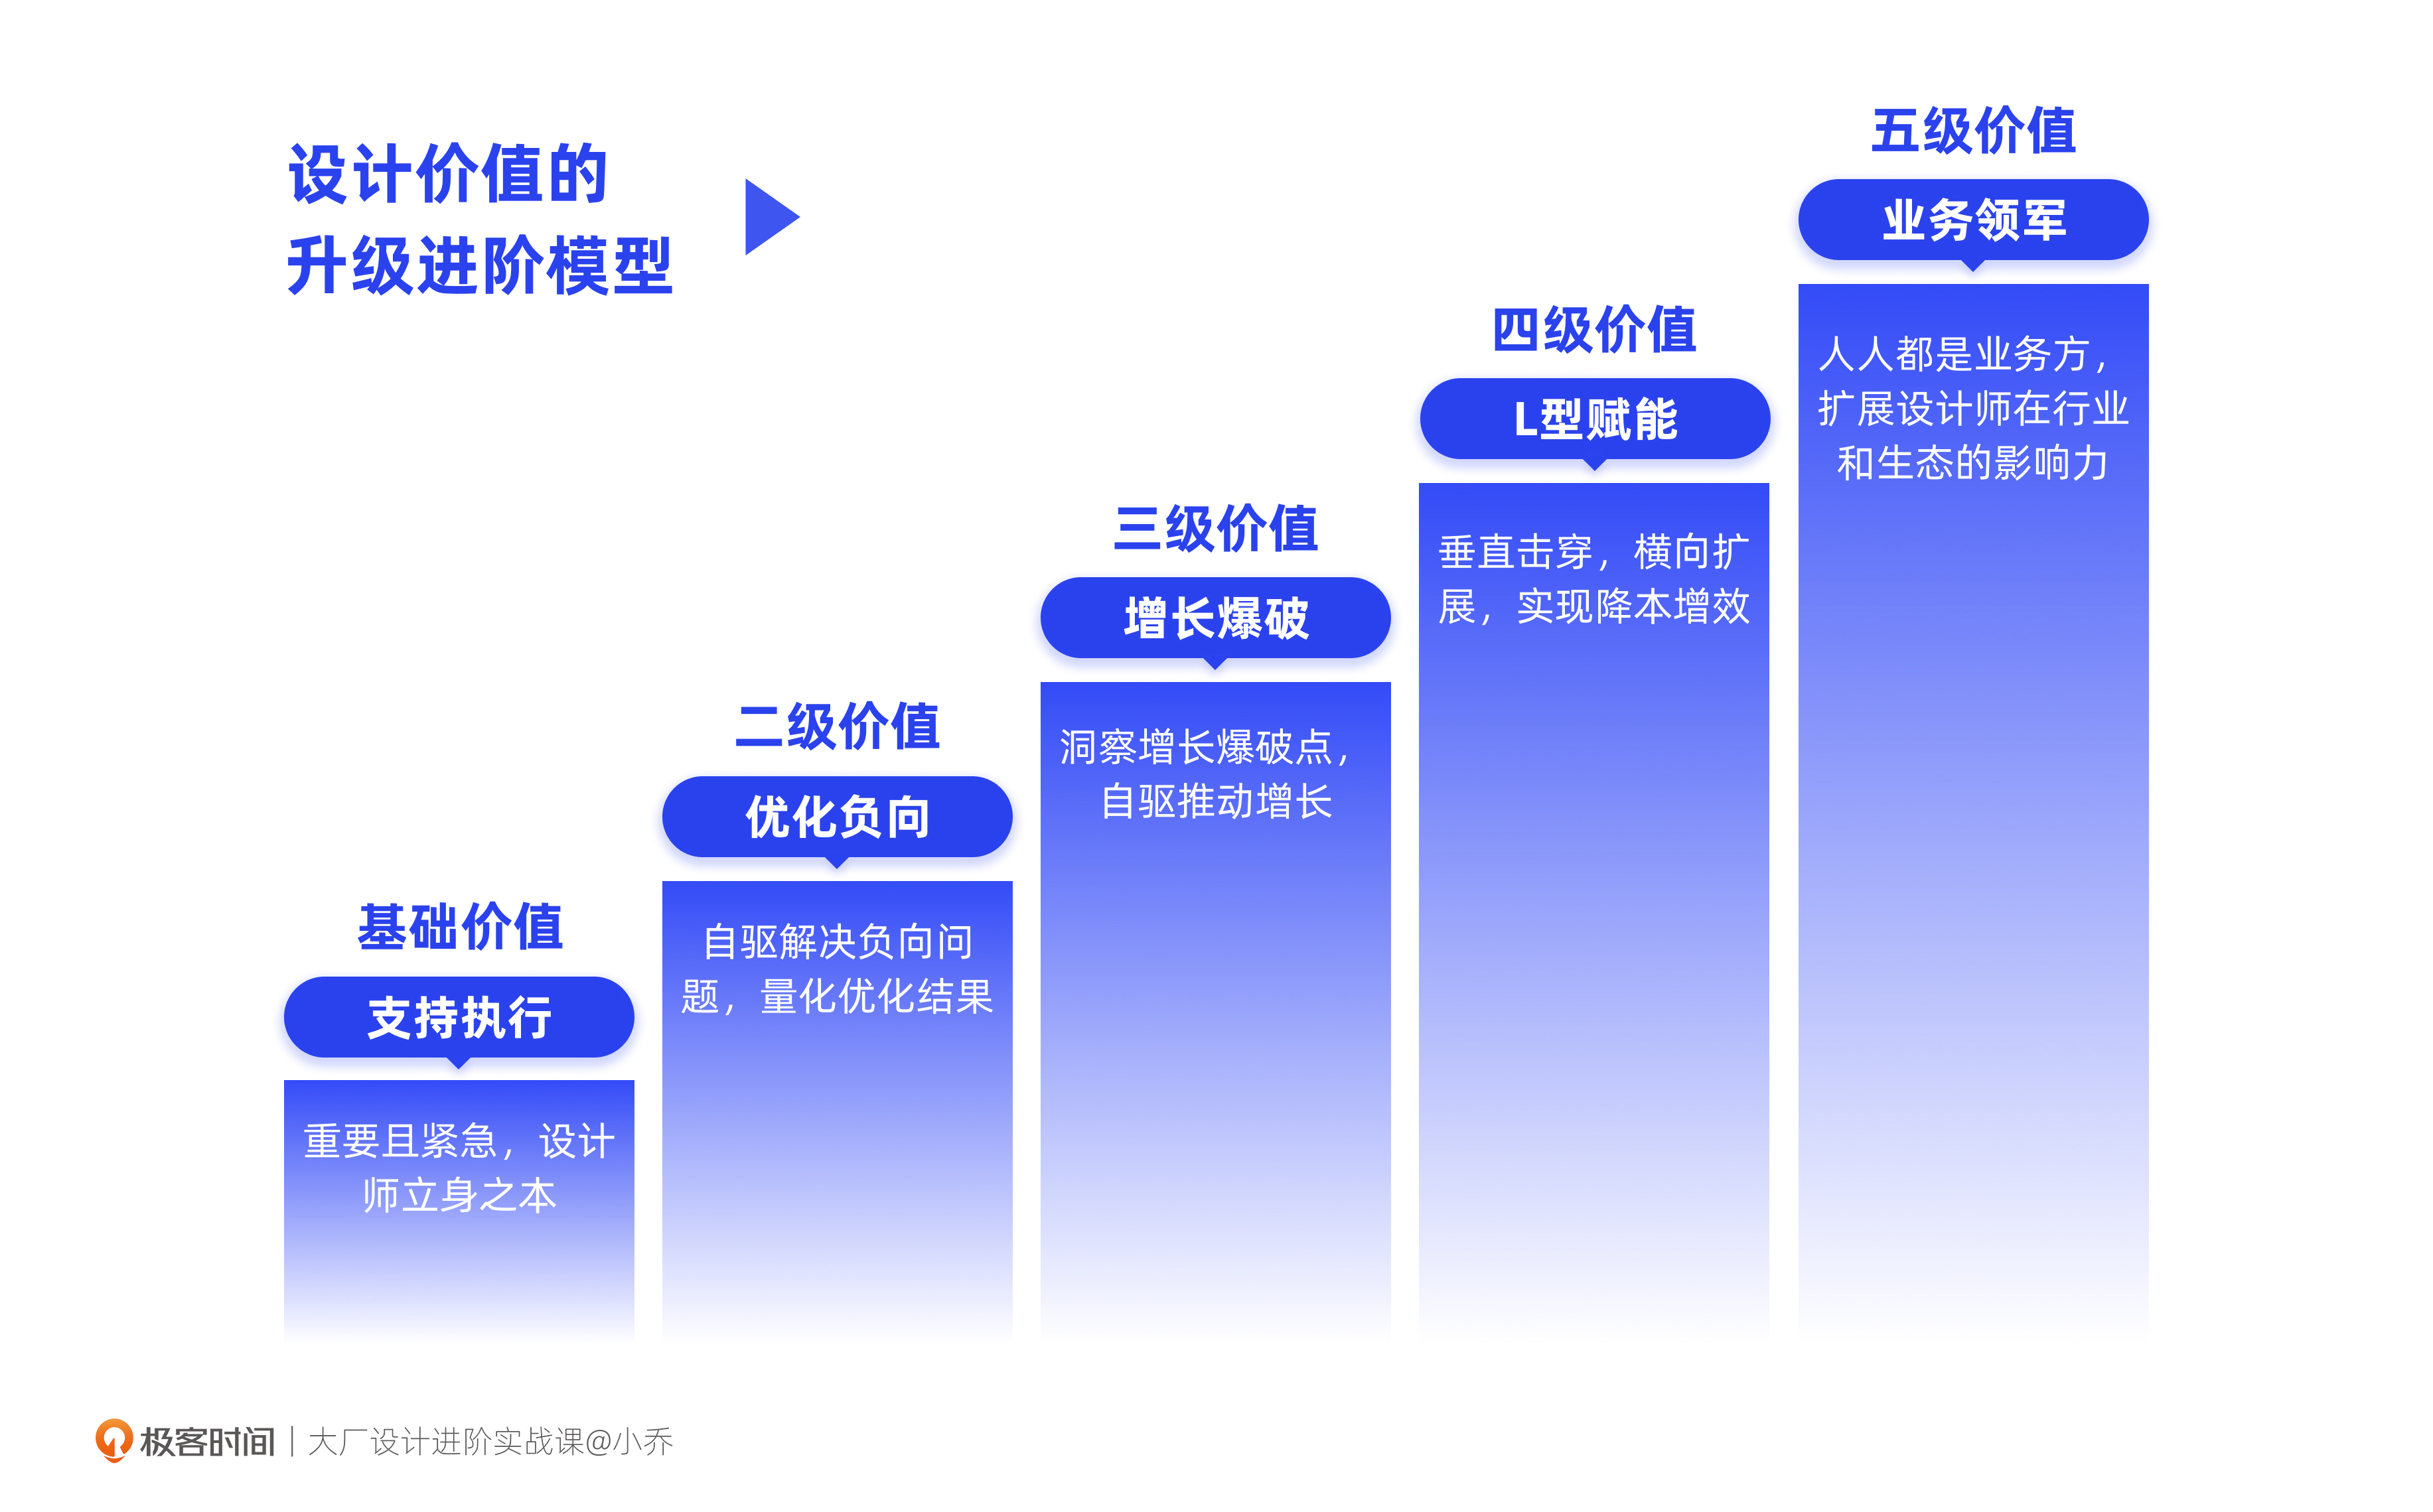 设计价值的
升级进阶模型
基础价值
支持执行
重要且紧急，设计
师立身之本
二级价值
优化负向
自驱解决负向问
题，量化优化结果
三级价值
增长爆破
洞察增长爆破点，
自驱推动增长
四级价值
L型赋能
垂直击穿，横向扩
展，实现降本增效
五级价值
业务领军
人人都是业务方，
扩展设计师在行业
和生态的影响力
极客时间 | 大厂设计进阶实战课@小乔